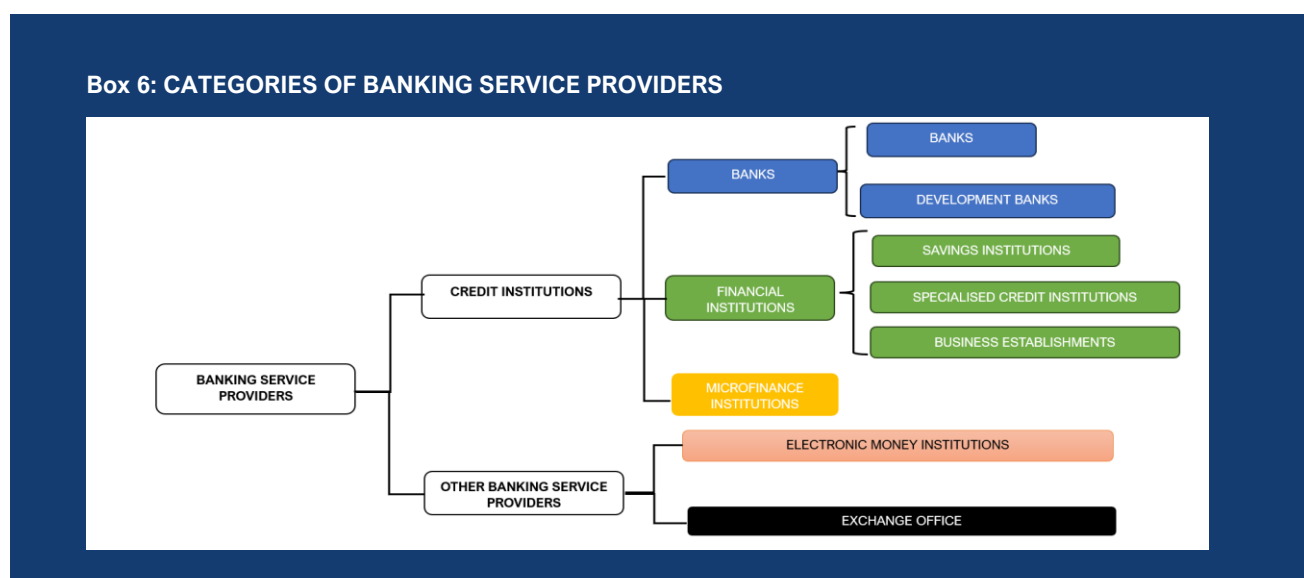 Box 6: CATEGORIES OF BANKING SERVICE PROVIDERS
BANKING SERVICE
PROVIDERS
CREDIT INSTITUTIONS
BANKS
BANKS
DEVELOPMENT BANKS
FINANCIAL
INSTITUTIONS
SAVINGS INSTITUTIONS
SPECIALISED CREDIT INSTITUTIONS
BUSINESS ESTABLISHMENTS
MICROFINANCE
INSTITUTIONS
OTHER BANKING SERVICE
PROVIDERS
ELECTRONIC MONEY INSTITUTIONS
EXCHANGE OFFICE